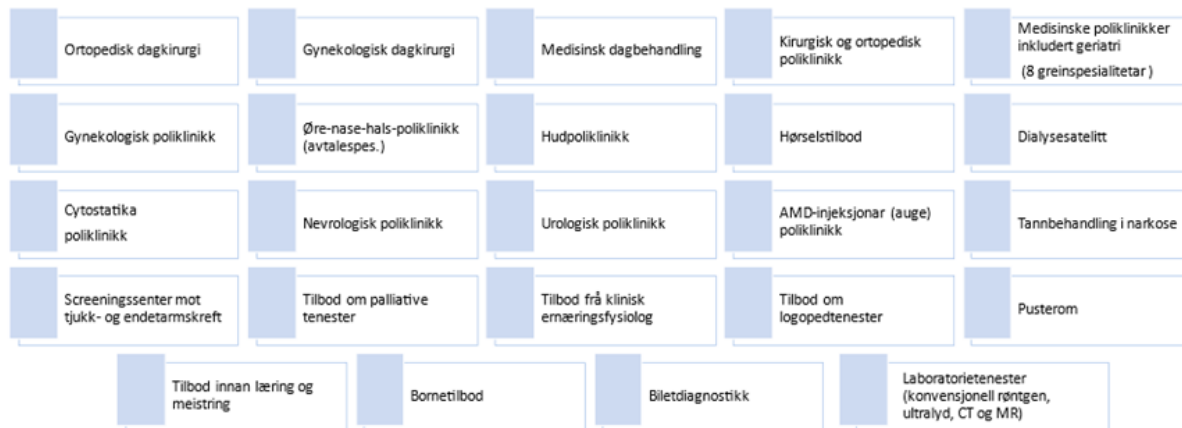 Ortopedisk dagkirurgi
Gynekologisk dagkirurgi
Medisinsk dagbehandling
Kirurgisk og ortopedisk
poliklinikk
Medisinske poliklinikker
inkludert geriatri
(8 greinspesialitetar )
Gynekologisk poliklinikk
Øre-nase-hals-poliklinikk
(avtalespes.)
Hudpoliklinikk
Hørselstilbod
Dialysesatelitt
Cytostatika
poliklinikk
Nevrologisk poliklinikk
Urologisk poliklinikk
AMD-injeksjonar (auge)
poliklinikk
Tannbehandling i narkose
Screeningssenter mot
tjukk- og endetarmskreft
Tilbod om palliative
tenester
Tilbod frå klinisk
ernæringsfysiolog
Tilbod om
logopedtenester
Pusterom
Tilbod innan læring og
meistring
Bornetilbod
Biletdiagnostikk
Laboratorietenester
(konvensjonell røntgen,
ultralyd, CT og MR)